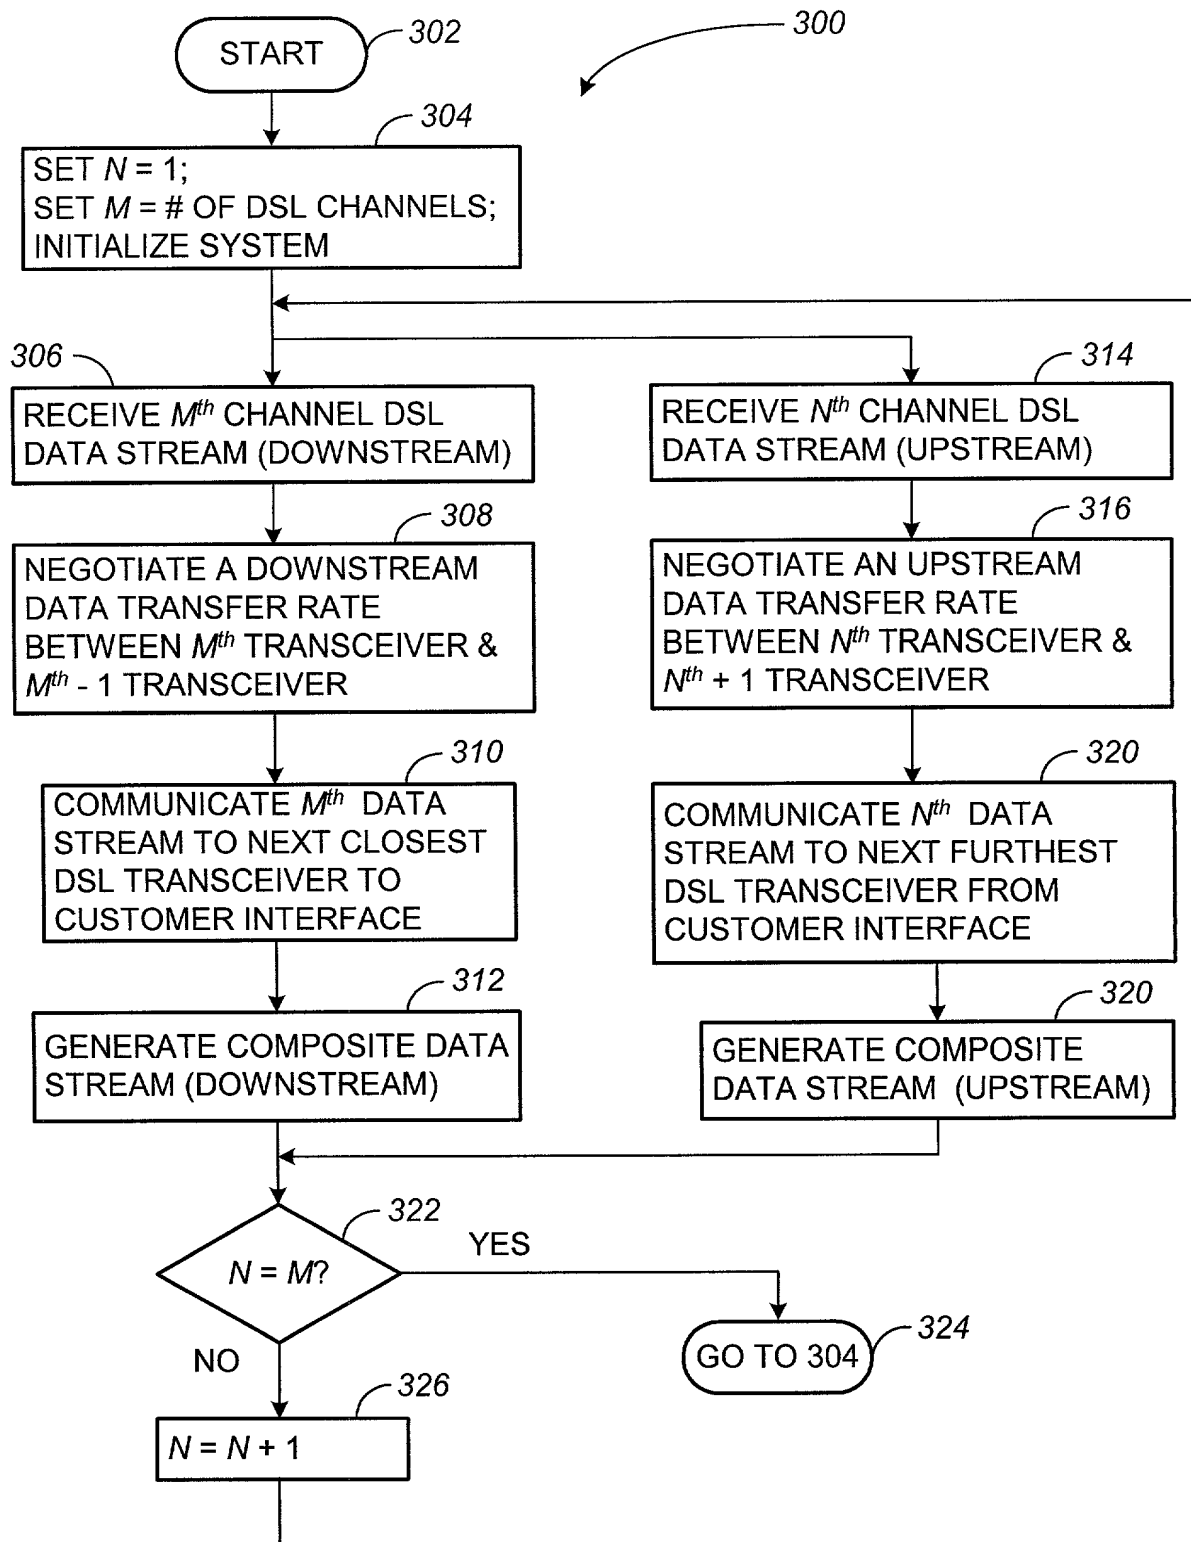 300
START
302
304
SET N = 1;
SET M = # OF DSL CHANNELS;
INITIALIZE SYSTEM
306
RECEIVE Mth CHANNEL DSL
DATA STREAM (DOWNSTREAM)
308
NEGOTIATE A DOWNSTREAM
DATA TRANSFER RATE
BETWEEN Mth TRANSCEIVER &
Mth - 1 TRANSCEIVER
310
COMMUNICATE Mth DATA
STREAM TO NEXT CLOSEST
DSL TRANSCEIVER TO
CUSTOMER INTERFACE
312
GENERATE COMPOSITE DATA
STREAM (DOWNSTREAM)
314
RECEIVE Nth CHANNEL DSL
DATA STREAM (UPSTREAM)
316
NEGOTIATE AN UPSTREAM
DATA TRANSFER RATE
BETWEEN Nth TRANSCEIVER &
Nth + 1 TRANSCEIVER
320
COMMUNICATE Nth DATA
STREAM TO NEXT FURTHEST
DSL TRANSCEIVER FROM
CUSTOMER INTERFACE
320
GENERATE COMPOSITE
DATA STREAM (UPSTREAM)
322
N = M?
YES
GO TO 304
324
NO
326
N = N + 1